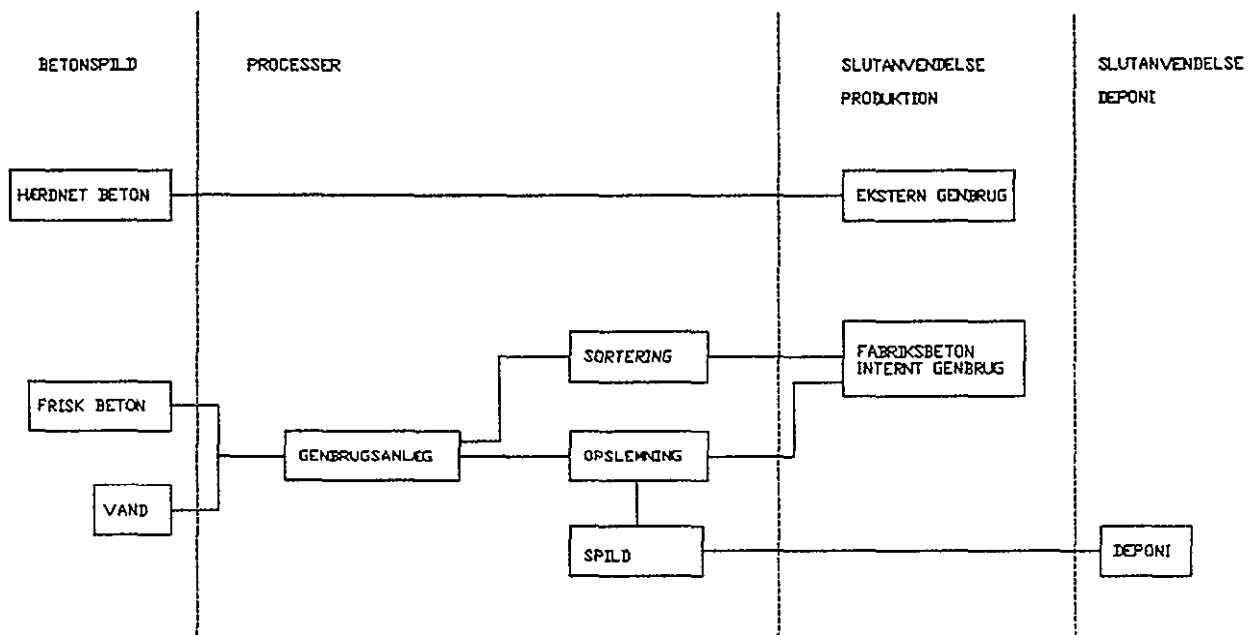 BETONSPILD
PROCESSER
SLUTANVENDELSE
PRODUKTION
SLUTANVENDELSE
DEPONI
HÆRDNET BETON
EKSTERN GENBRUG
SORTERING
FABRIKSBETON
INTERNT GENBRUG
FRISK BETON
GENBRUGSANLÆG
OPSLEMNING
VAND
SPILD
DEPONI